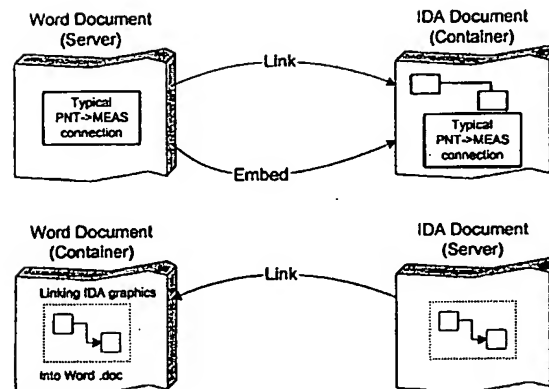 Word Document
(Server)
IDA Document
(Container)
Link
Typical
PNT->MEAS
connection
Typical
PNT->MEAS
connection
Embed
Word Document
(Container)
IDA Document
(Server)
Link
Linking IDA graphics
Into Word .doc